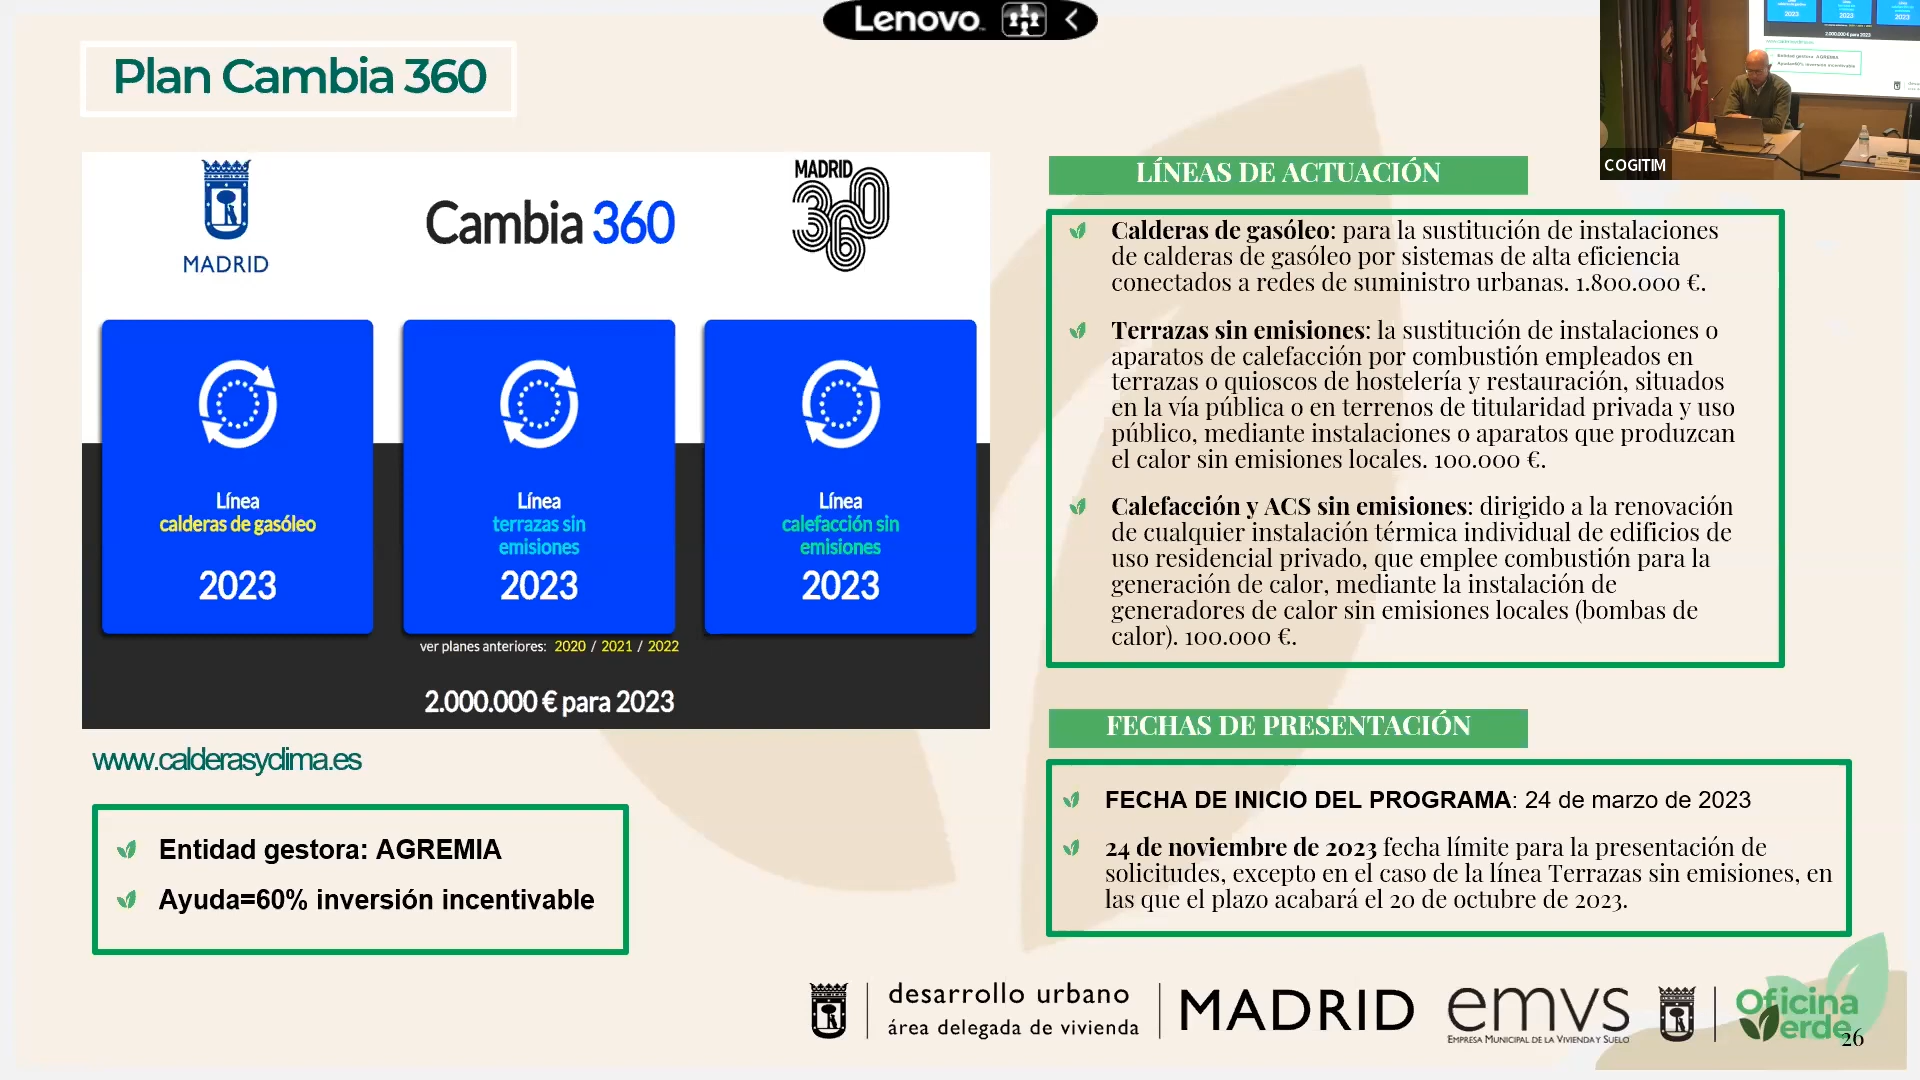 Lenovo
Plan Cambia 360
COGITIM
MADRID
Cambia 360
MADRID
360
Línea
calderas de gasóleo
2023
Línea
terrazas sin
emisiones
2023
Línea
calefacción sin
emisiones
2023
ver planes anteriores: 2020 / 2021 / 2022
2.000.000 € para 2023
www.calderasyclima.es
Entidad gestora: AGREMIA
Ayuda=60% inversión incentivable
LÍNEAS DE ACTUACIÓN
Calderas de gasóleo: para la sustitución de instalaciones
de calderas de gasóleo por sistemas de alta eficiencia
conectados a redes de suministro urbanas. 1.800.000 €.
Terrazas sin emisiones: la sustitución de instalaciones o
aparatos de calefacción por combustión empleados en
terrazas o quioscos de hostelería y restauración, situados
en la vía pública o en terrenos de titularidad privada y uso
público, mediante instalaciones o aparatos que produzcan
el calor sin emisiones locales. 100.000 €.
Calefacción y ACS sin emisiones: dirigido a la renovación
de cualquier instalación térmica individual de edificios de
uso residencial privado, que emplee combustión para la
generación de calor, mediante la instalación de
generadores de calor sin emisiones locales (bombas de
calor). 100.000 €.
FECHAS DE PRESENTACIÓN
FECHA DE INICIO DEL PROGRAMA: 24 de marzo de 2023
24 de noviembre de 2023 fecha límite para la presentación de
solicitudes, excepto en el caso de la línea Terrazas sin emisiones, en
las que el plazo acabará el 20 de octubre de 2023.
desarrollo urbano
área delegada de vivienda
MADRID
emvs
EMPRESA MUNICIPAL DE LA VIVIENDA Y SUELO
Oficina
Verde
26